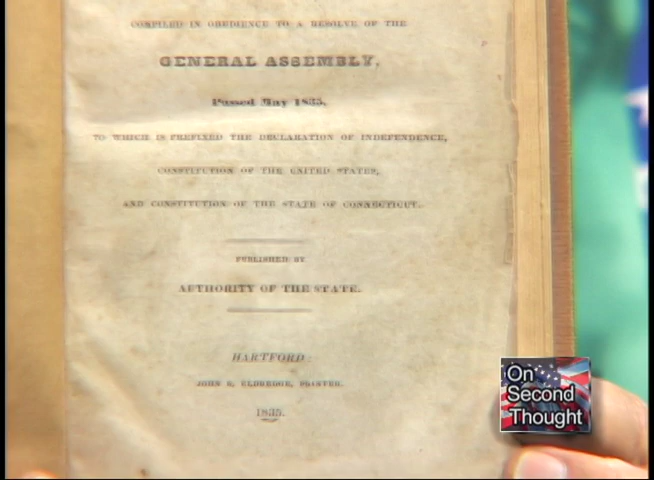 COMPILED IN OBEDIENCE TO A RESOLVE OF THE
GENERAL ASSEMBLY,
Passed May 1835,
TO WHICH IS PREFIXED THE DECLARATION OF INDEPENDENCE,
CONSTITUTION OF THE UNITED STATES,
AND CONSTITUTION OF THE STATE OF CONNECTICUT.
PUBLISHED BY
AUTHORITY OF THE STATE.
HARTFORD:
JOHN B. ELDREDGE, PRINTER.
1835.
On
Second
Thought